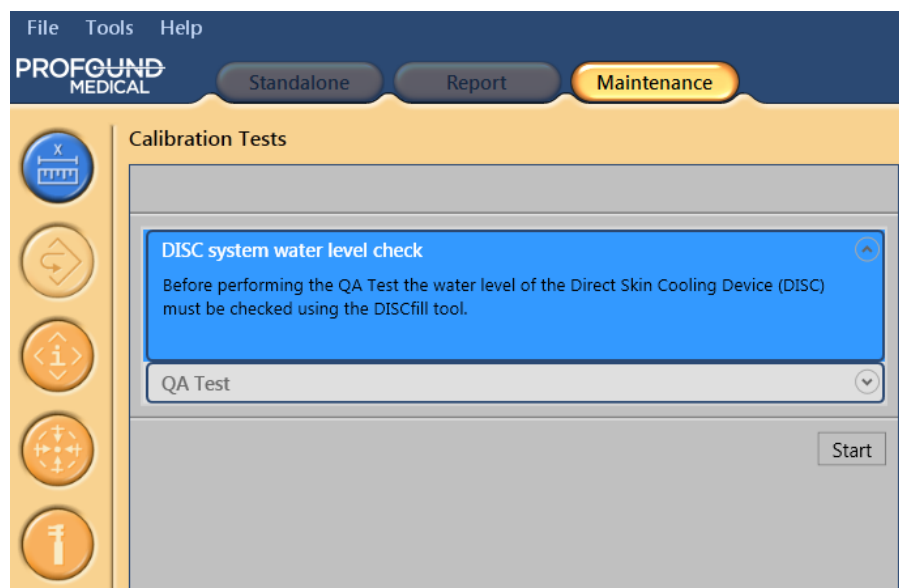 File Tools Help
PROFOUND
MEDICAL
Standalone Report Maintenance
Calibration Tests
x
DISC system water level check
Before performing the QA Test the water level of the Direct Skin Cooling Device (DISC)
must be checked using the DISCfill tool.
QA Test
Start